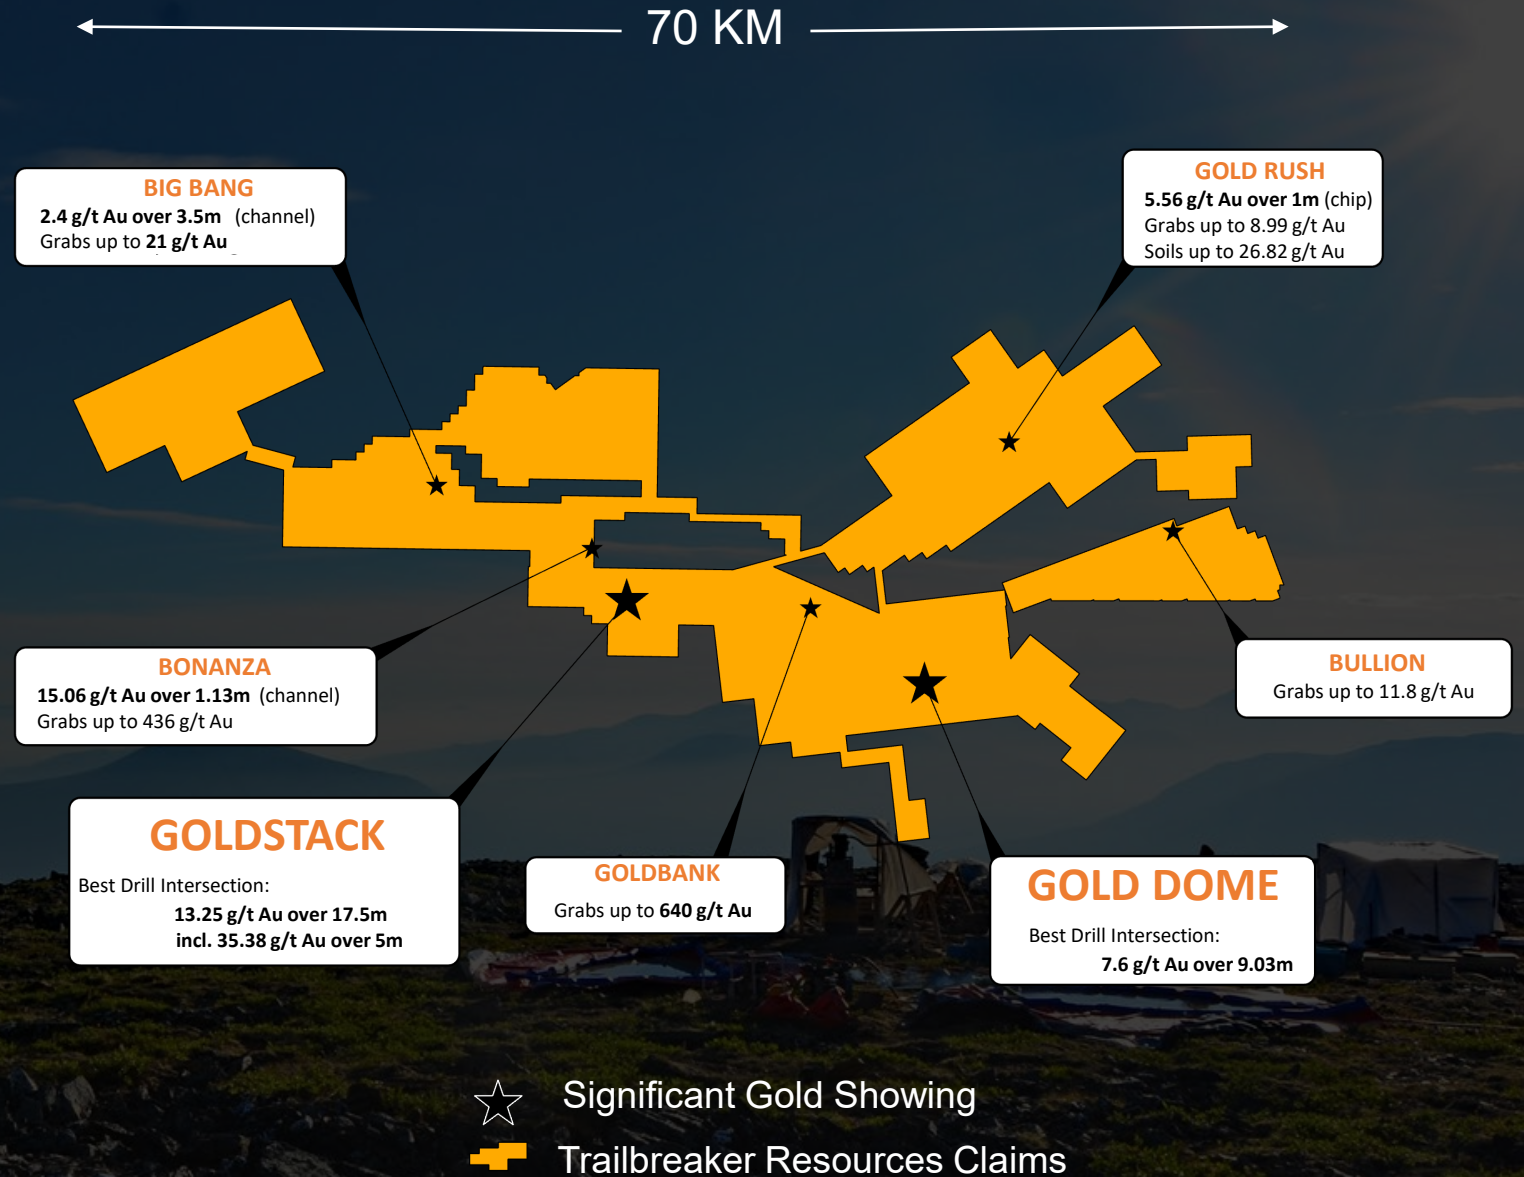 70 KM
BIG BANG
2.4 g/t Au over 3.5m (channel)
Grabs up to 21 g/t Au
GOLD RUSH
5.56 g/t Au over 1m (chip)
Grabs up to 8.99 g/t Au
Soils up to 26.82 g/t Au
BONANZA
15.06 g/t Au over 1.13m (channel)
Grabs up to 436 g/t Au
BULLION
Grabs up to 11.8 g/t Au
GOLDSTACK
Best Drill Intersection:
13.25 g/t Au over 17.5m
incl. 35.38 g/t Au over 5m
GOLDBANK
Grabs up to 640 g/t Au
GOLD DOME
Best Drill Intersection:
7.6 g/t Au over 9.03m
Significant Gold Showing
Trailbreaker Resources Claims